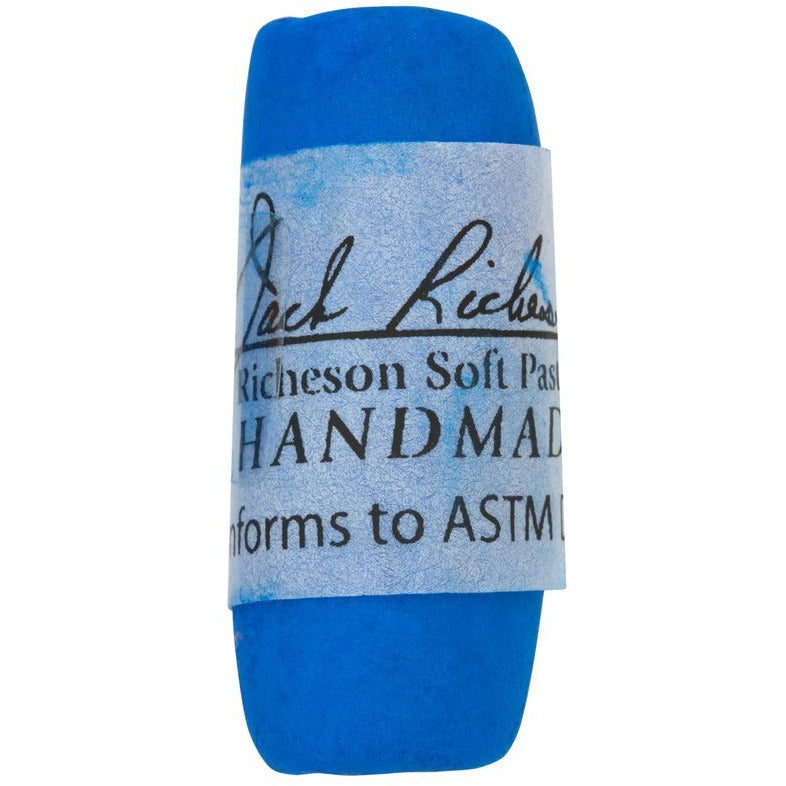 Jack Riches
Richeson Soft Past
HANDMAD
nforms to ASTM D